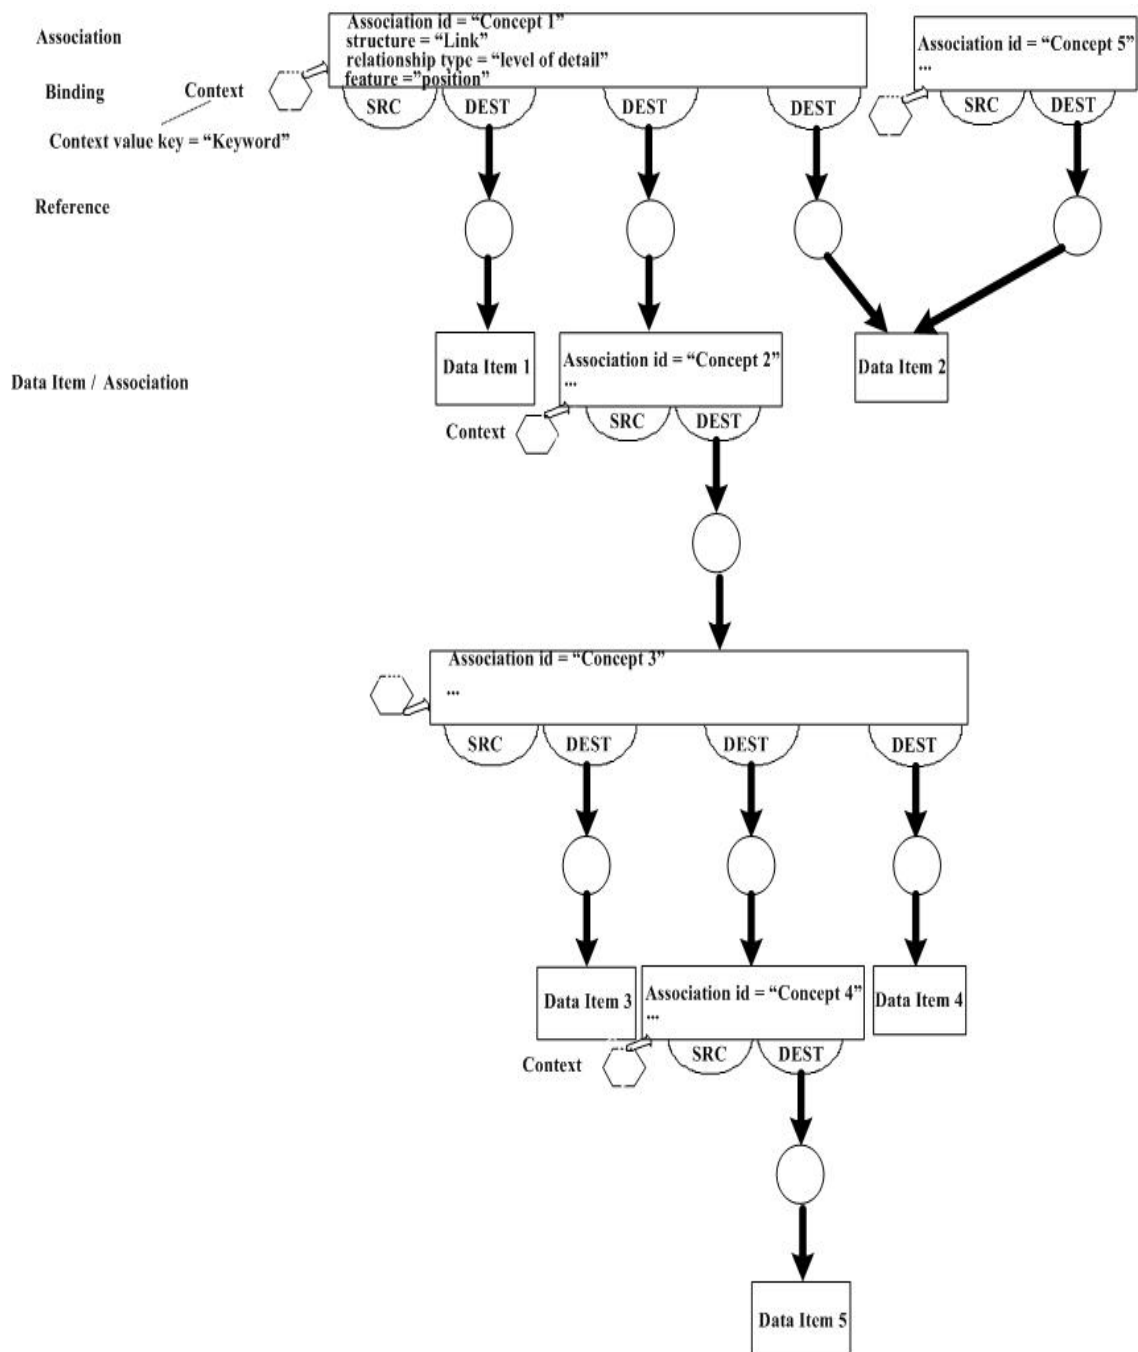 Association
Association id = “Concept 1”
structure = “Link”
relationship type = “level of detail”
feature =”position”
Association id = “Concept 5”
...
Binding
Context
SRC
DEST
DEST
DEST
SRC
DEST
Context value key = “Keyword”
Reference
Data Item / Association
Data Item 1
Association id = “Concept 2”
...
Data Item 2
Context
SRC
DEST
Association id = “Concept 3”
...
SRC
DEST
DEST
DEST
Data Item 3
Association id = “Concept 4”
...
Data Item 4
Context
SRC
DEST
Data Item 5